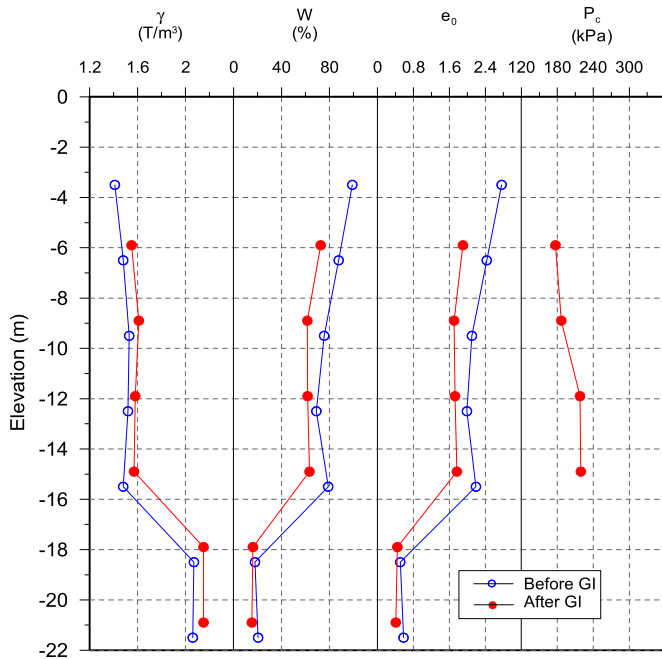 γ W e₀ P꜀
(T/m³) (%) (kPa)
1.2 1.6 2 0 40 80 0 0.8 1.6 2.4 120 180 240 300
0
-2
-4
-6
-8
-10
-12
-14
-16
-18
-20
-22
Elevation (m)
Before GI
After GI